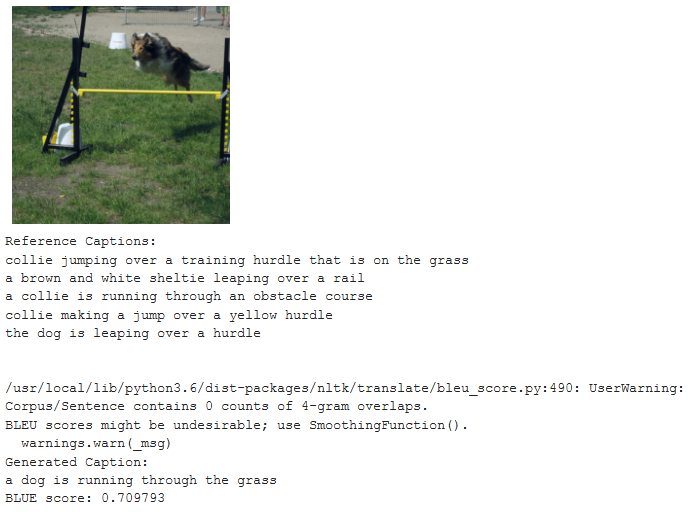 Reference Captions:
collie jumping over a training hurdle that is on the grass
a brown and white sheltie leaping over a rail
a collie is running through an obstacle course
collie making a jump over a yellow hurdle
the dog is leaping over a hurdle
/usr/local/lib/python3.6/dist-packages/nltk/translate/bleu_score.py:490: UserWarning:
Corpus/Sentence contains 0 counts of 4-gram overlaps.
BLEU scores might be undesirable; use SmoothingFunction().
  warnings.warn(_msg)
Generated Caption:
a dog is running through the grass
BLUE score: 0.709793